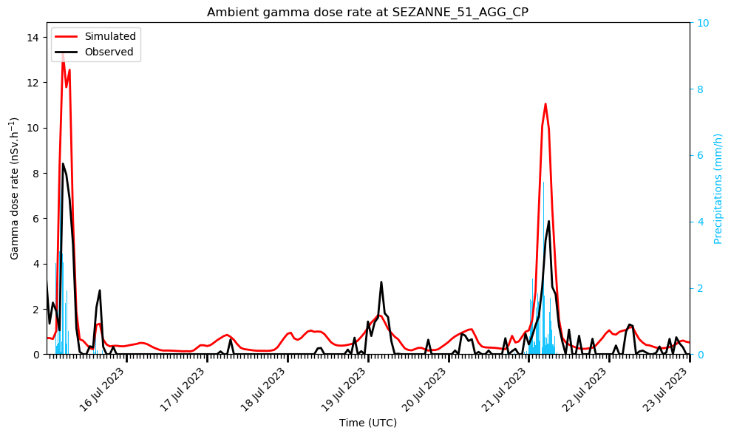 Ambient gamma dose rate at SEZANNE_51_AGG_CP
Simulated
Observed
Gamma dose rate (nSv.h⁻¹)
14
12
10
8
6
4
2
0
10
8
6
4
2
0
Precipitations (mm/h)
16 Jul 2023
17 Jul 2023
18 Jul 2023
19 Jul 2023
20 Jul 2023
21 Jul 2023
22 Jul 2023
23 Jul 2023
Time (UTC)